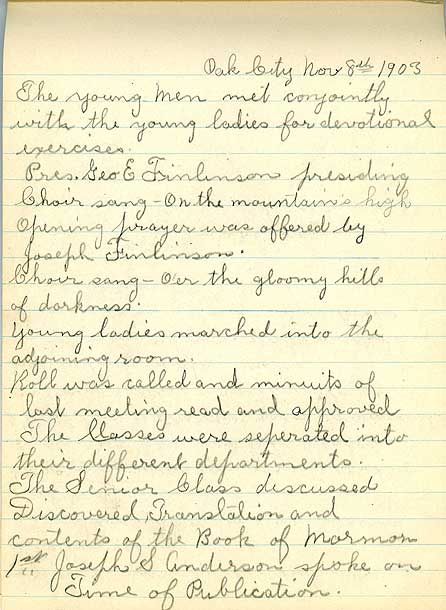 Oak City Nov 8th 1903
The young men met conjointly
with the young ladies for devotional
exercises.
Pres. Geo E Finlinson presiding
Choir sang - On the mountain's high
Opening prayer was offered by
Joseph Finlinson.
Choir sang - O'er the gloomy hills
of darkness.
Young ladies marched into the
adjoining room.
Roll was called and minuits of
last meeting read and approved
The Classes were seperated into
their different departments.
The Senior Class discussed
Discovered, Translation and
contents of the Book of Mormon
1st Joseph S Anderson spoke on
Time of Publication.